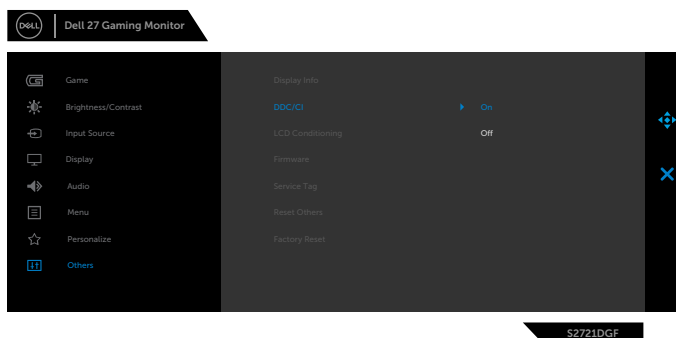 DELL
Dell 27 Gaming Monitor
Game
Display Info
Brightness/Contrast
DDC/CI
On
Input Source
LCD Conditioning
Off
Display
Firmware
Audio
Service Tag
Menu
Reset Others
Personalize
Factory Reset
Others
S2721DGF